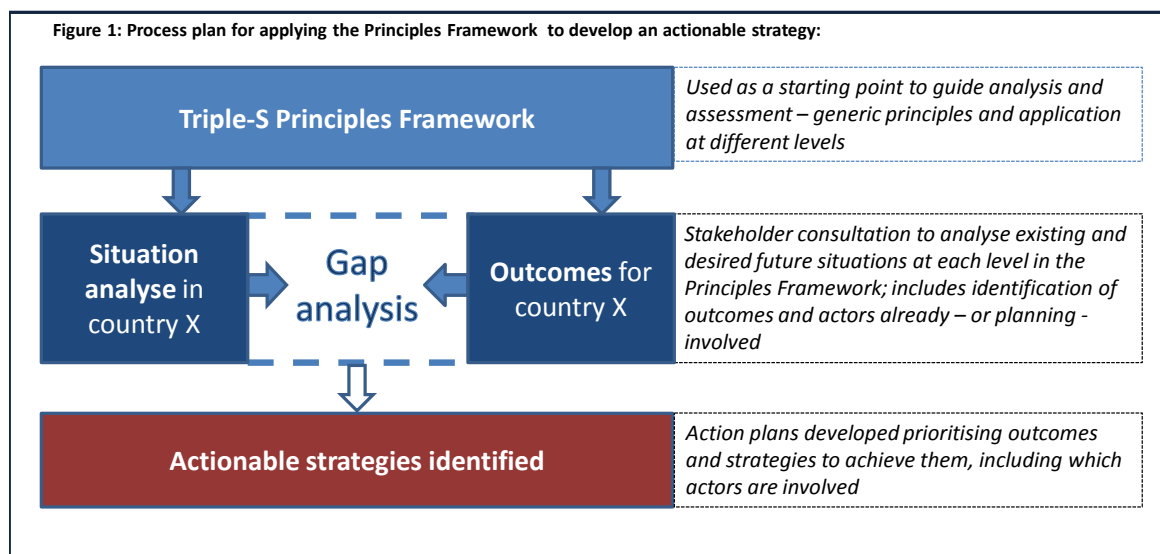 Figure 1: Process plan for applying the Principles Framework to develop an actionable strategy:
Triple-S Principles Framework
Used as a starting point to guide analysis and
assessment – generic principles and application
at different levels
Situation
analyse in
country X
Gap
analysis
Outcomes for
country X
Stakeholder consultation to analyse existing and
desired future situations at each level in the
Principles Framework; includes identification of
outcomes and actors already – or planning -
involved
Actionable strategies identified
Action plans developed prioritising outcomes
and strategies to achieve them, including which
actors are involved